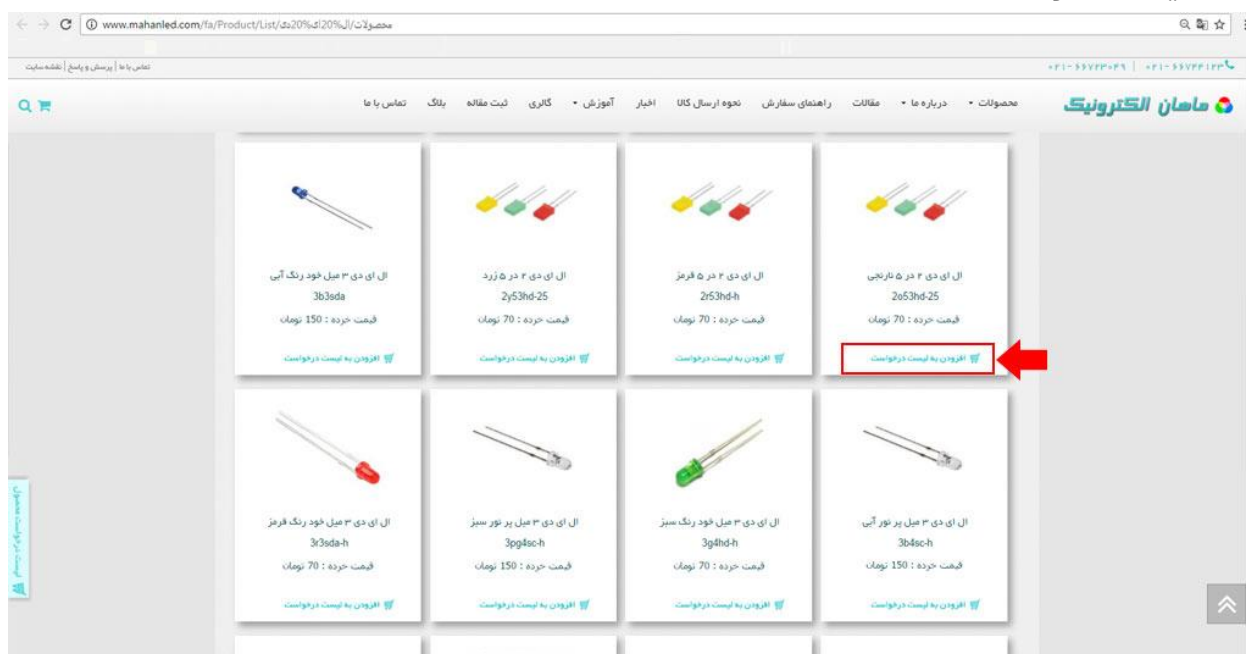 www.mahanled.com/fa/Product/List/محصولات/ال%20ای%20دی
تماس با ما | پرسش و پاسخ | نقشه سایت
۰۲۱-۶۶۷۲۳۰۴۹ | ۰۲۱-۶۶۷۴۴۱۲۳
ماهان الکترونیک
محصولات درباره ما مقالات راهنمای سفارش نحوه ارسال کالا اخبار آموزش گالری ثبت مقاله بلاگ تماس با ما
ال ای دی ۲ در ۵ نارنجی
2o53hd-25
قیمت خرده : 70 تومان
افزودن به لیست درخواست
ال ای دی ۲ در ۵ قرمز
2r53hd-h
قیمت خرده : 70 تومان
افزودن به لیست درخواست
ال ای دی ۲ در ۵ زرد
2y53hd-25
قیمت خرده : 70 تومان
افزودن به لیست درخواست
ال ای دی ۳ میل خود رنگ آبی
3b3sda
قیمت خرده : 150 تومان
افزودن به لیست درخواست
ال ای دی ۳ میل پر نور آبی
3b4sc-h
قیمت خرده : 150 تومان
افزودن به لیست درخواست
ال ای دی ۳ میل خود رنگ سبز
3g4hd-h
قیمت خرده : 70 تومان
افزودن به لیست درخواست
ال ای دی ۳ میل پر نور سبز
3pg4sc-h
قیمت خرده : 150 تومان
افزودن به لیست درخواست
ال ای دی ۳ میل خود رنگ قرمز
3r3sda-h
قیمت خرده : 70 تومان
افزودن به لیست درخواست
لیست درخواست محصول